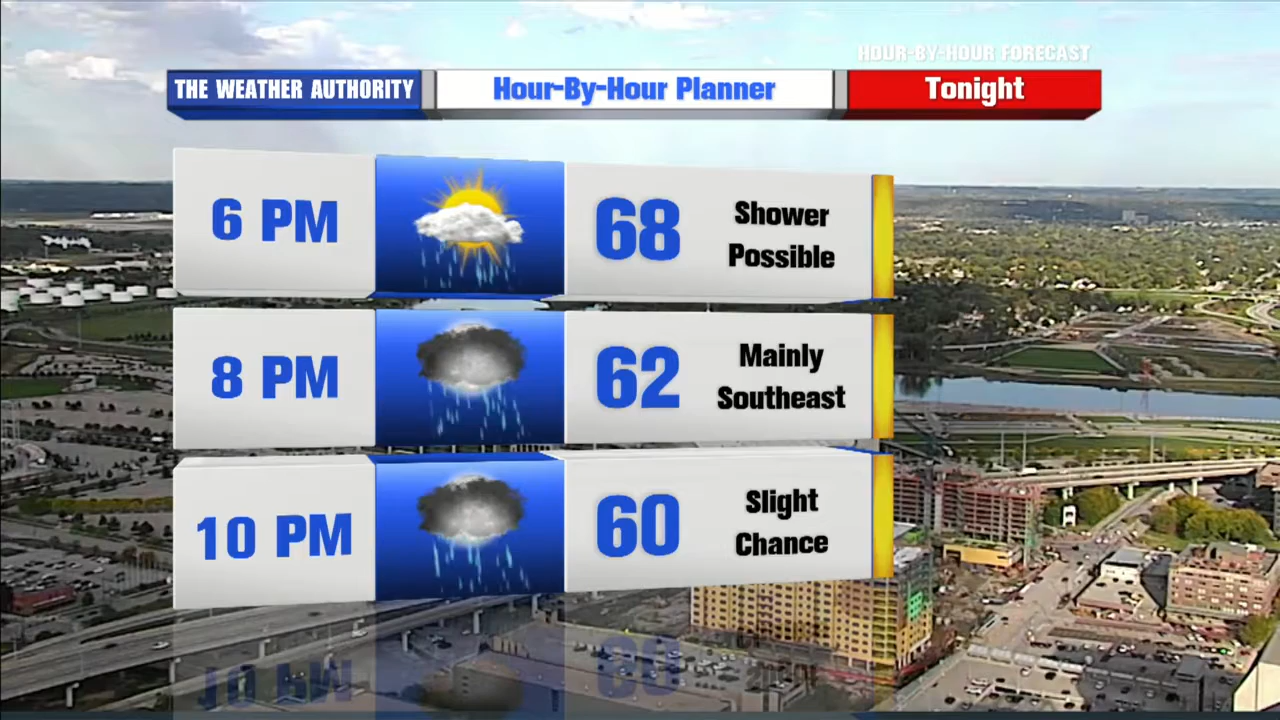 HOUR-BY-HOUR FORECAST
THE WEATHER AUTHORITY Hour-By-Hour Planner Tonight
6 PM 68 Shower
Possible
8 PM 62 Mainly
Southeast
10 PM 60 Slight
Chance